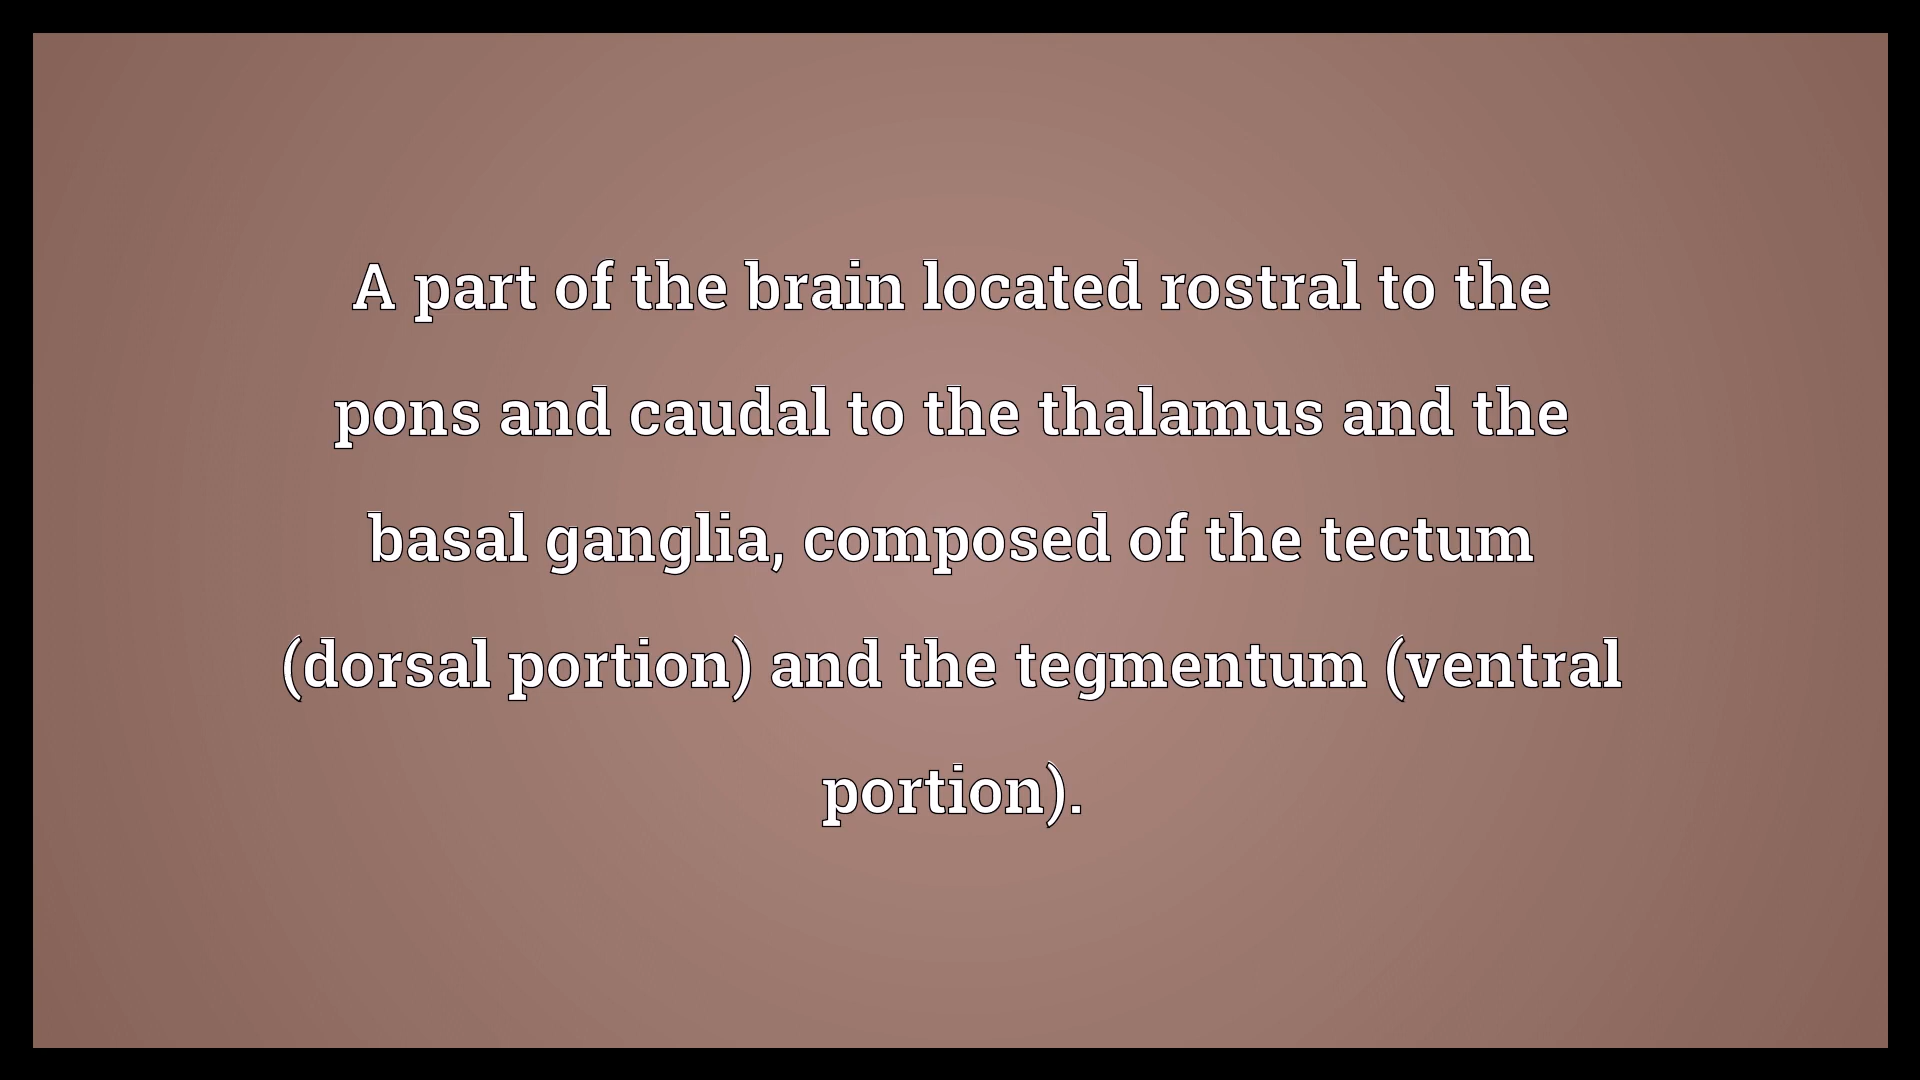 A part of the brain located rostral to the
pons and caudal to the thalamus and the
basal ganglia, composed of the tectum
(dorsal portion) and the tegmentum (ventral
portion).